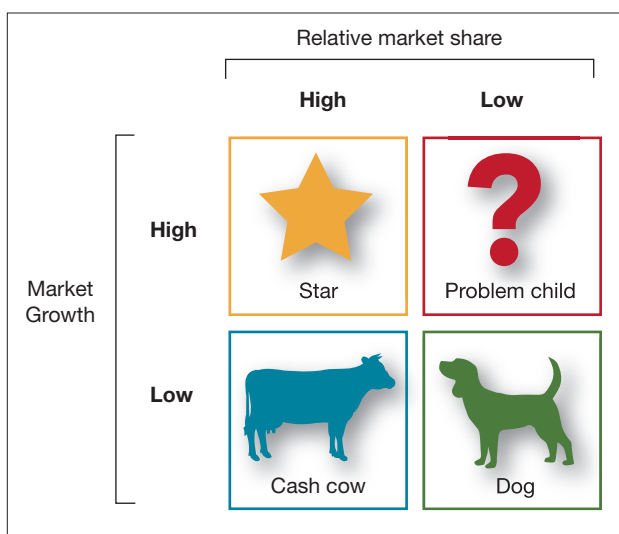 Relative market share
High
Low
High
Star
Problem child
Market
Growth
Low
Cash cow
Dog